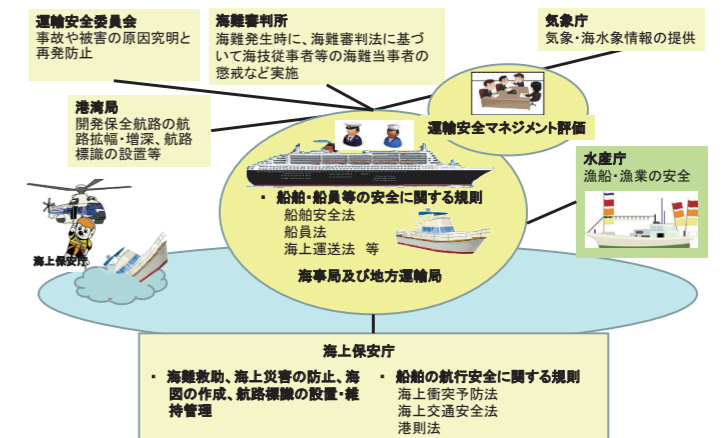 運輸安全委員会
事故や被害の原因究明と
再発防止
海難審判所
海難発生時に、海難審判法に基づ
いて海技従事者等の海難当事者の
懲戒など実施
気象庁
気象・海水象情報の提供
港湾局
開発保全航路の航
路拡幅・増深、航路
標識の設置等
運輸安全マネジメント評価
水産庁
漁船・漁業の安全
・ 船舶・船員等の安全に関する規則
船舶安全法
船員法
海上運送法 等
海事局及び地方運輸局
海上保安庁
海上保安庁
・ 海難救助、海上災害の防止、海
図の作成、航路標識の設置・維
持管理
・ 船舶の航行安全に関する規則
海上衝突予防法
海上交通安全法
港則法